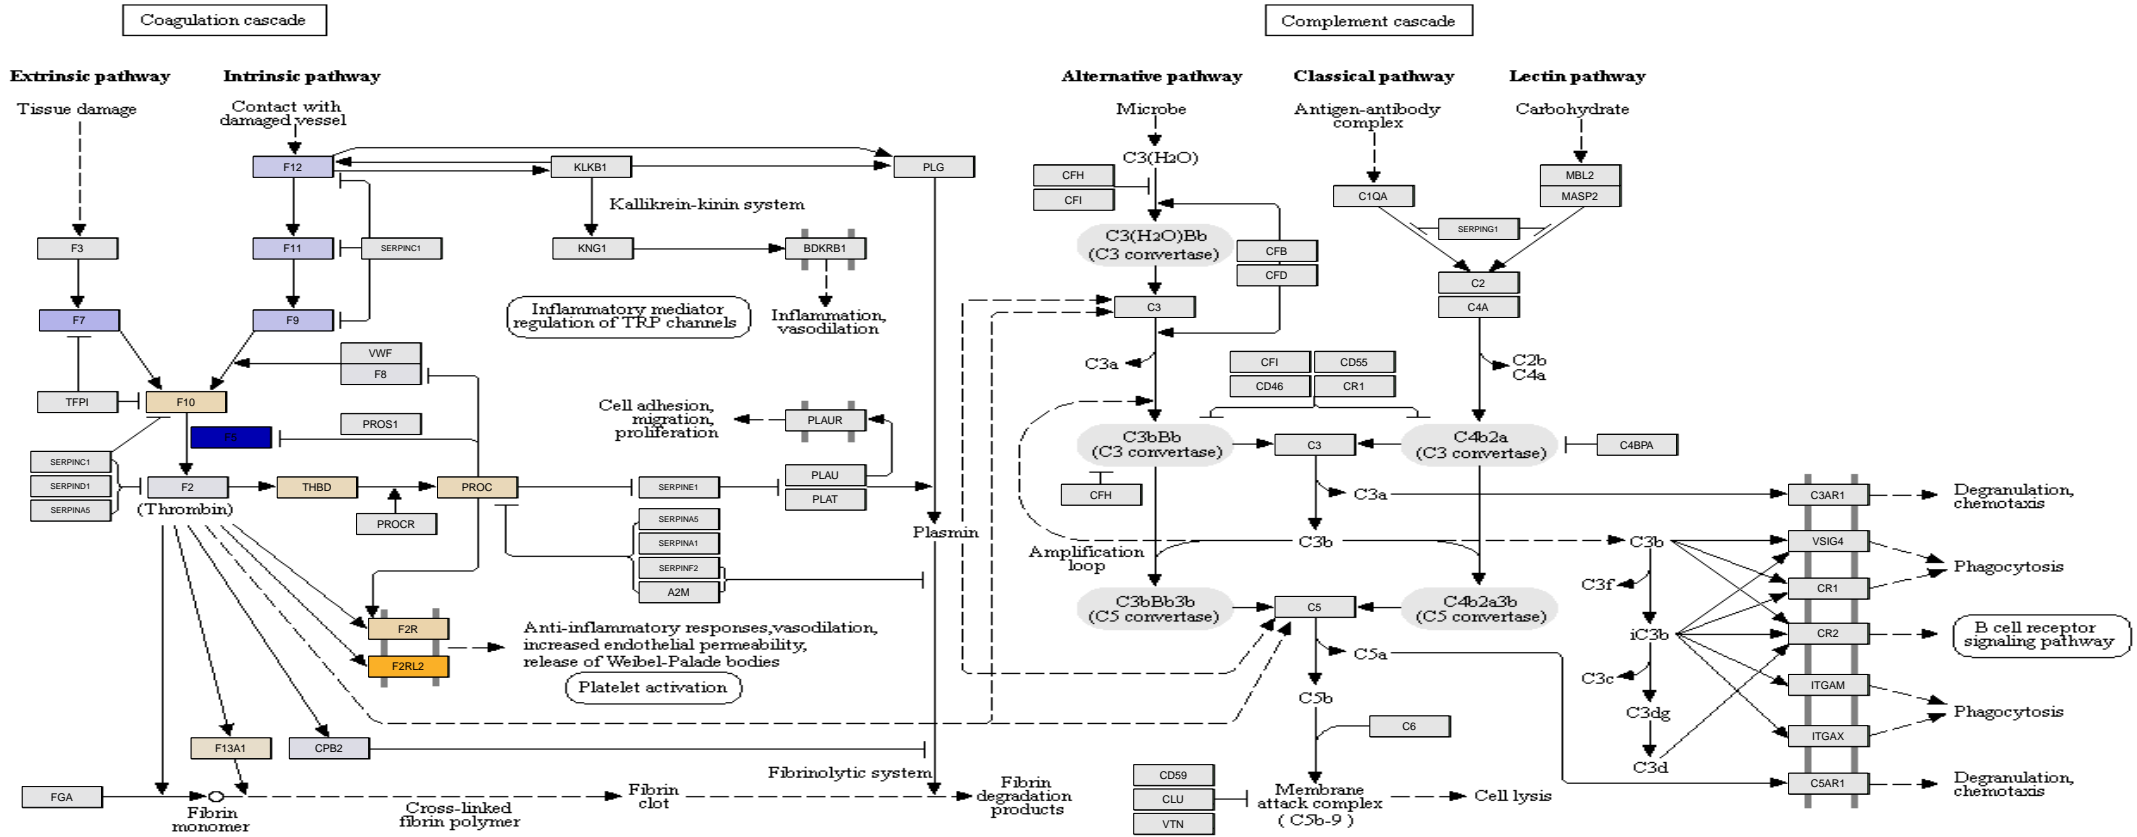 Coagulation cascade
Complement cascade
Extrinsic pathway
Intrinsic pathway
Alternative pathway
Classical pathway
Lectin pathway
Tissue damage
Contact with
damaged vessel
Microbe
Antigen-antibody
complex
Carbohydrate
F12
KLKB1
PLG
C3(H2O)
CFH
CFI
C1QA
MBL2
MASP2
Kallikrein-kinin system
F3
F11
SERPINC1
KNG1
BDKRB1
C3(H2O)Bb
(C3 convertase)
CFB
CFD
SERPING1
C2
C4A
F7
F9
Inflammatory mediator
regulation of TRP channels
Inflammation,
vasodilation
C3
VWF
F8
C3a
CFI
CD55
CD46
CR1
C2b
C4a
TFPI
F10
PROS1
F5
Cell adhesion,
migration,
proliferation
PLAUR
C3bBb
(C3 convertase)
C3
C4b2a
(C3 convertase)
C4BPA
SERPINC1
SERPIND1
SERPINA5
F2
(Thrombin)
THBD
PROC
PROCR
SERPINE1
PLAU
PLAT
CFH
C3a
C3AR1
Degranulation,
chemotaxis
SERPINA5
SERPINA1
SERPINF2
A2M
Plasmin
Amplification
loop
C3b
C3b
VSIG4
Phagocytosis
C3f
CR1
C3bBb3b
(C5 convertase)
C5
C4b2a3b
(C5 convertase)
F2R
F2RL2
Anti-inflammatory responses,vasodilation,
increased endothelial permeability,
release of Weibel-Palade bodies
Platelet activation
iC3b
CR2
B cell receptor
signaling pathway
C5a
C3c
ITGAM
C5b
C3dg
Phagocytosis
C6
ITGAX
F13A1
CPB2
C3d
Fibrinolytic system
CD59
CLU
VTN
C5AR1
Degranulation,
chemotaxis
FGA
Fibrin
monomer
Cross-linked
fibrin polymer
Fibrin
clot
Fibrin
degradation
products
Membrane
attack complex
( C5b-9 )
Cell lysis